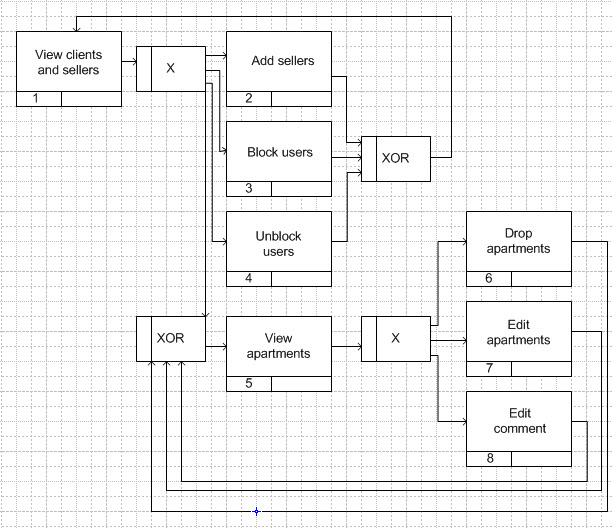 View clients
and sellers
1
X
Add sellers
2
Block users
3
XOR
Unblock
users
4
Drop
apartments
6
XOR
View
apartments
5
X
Edit
apartments
7
Edit
comment
8